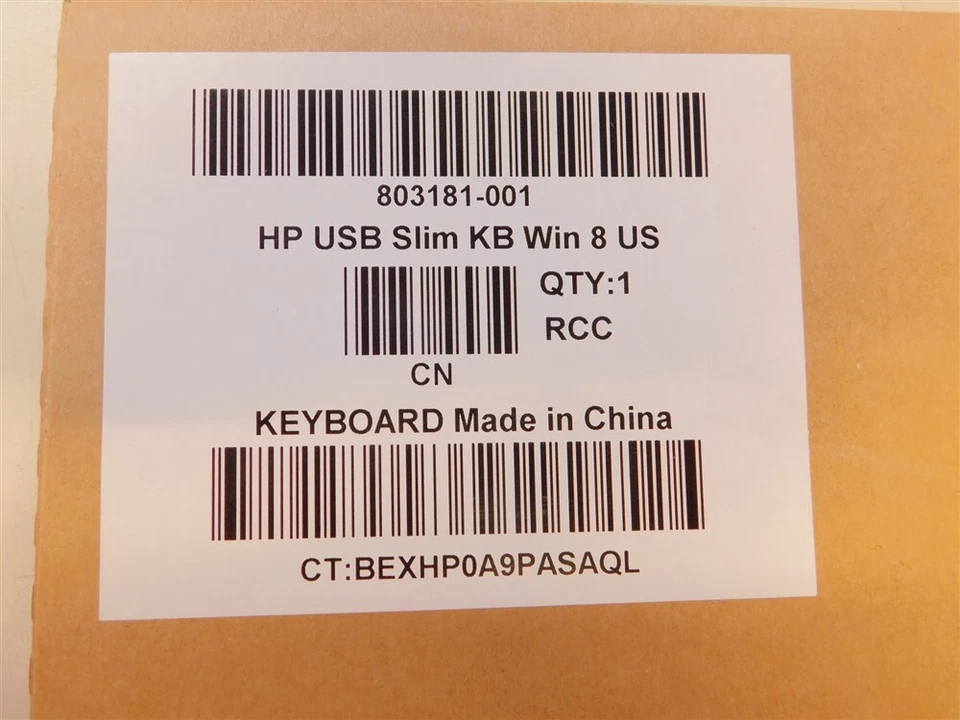 803181-001
HP USB Slim KB Win 8 US
QTY:1
RCC
CN
KEYBOARD Made in China
CT:BEXHP0A9PASAQL